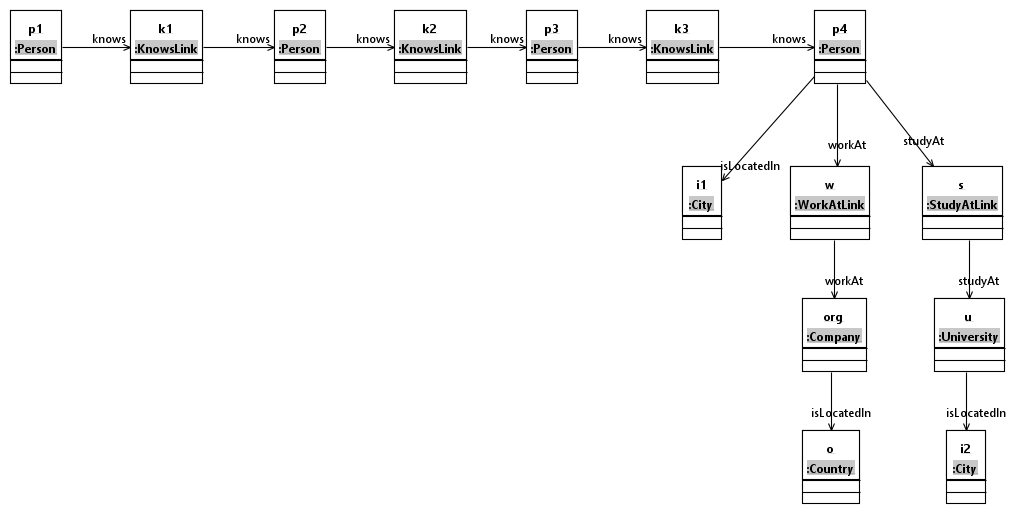 p1
:Person
knows
k1
:KnowsLink
knows
p2
:Person
knows
k2
:KnowsLink
knows
p3
:Person
knows
k3
:KnowsLink
knows
p4
:Person
isLocatedIn
workAt
studyAt
i1
:City
w
:WorkAtLink
s
:StudyAtLink
workAt
studyAt
org
:Company
u
:University
isLocatedIn
isLocatedIn
o
:Country
i2
:City